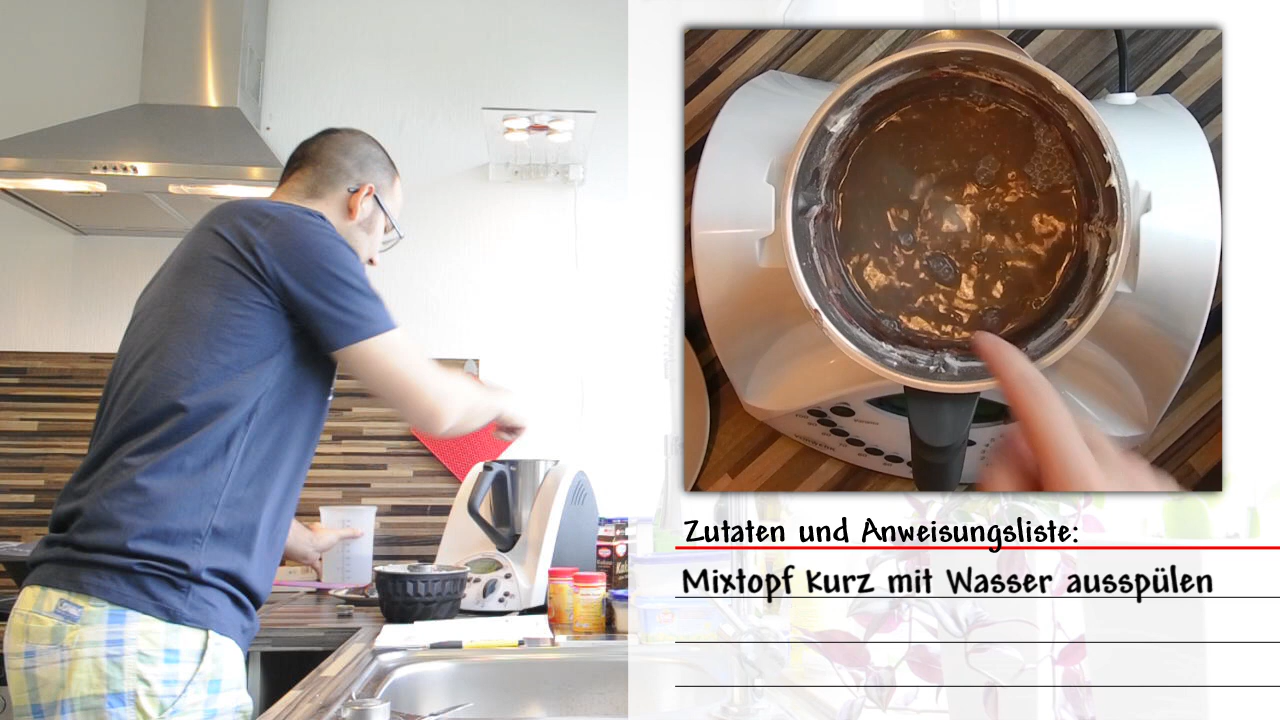 Zutaten und Anweisungsliste:
Mixtopf kurz mit Wasser ausspülen